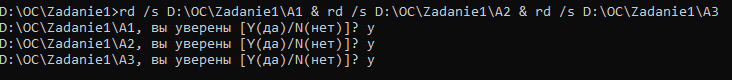 D:\OC\Zadanie1>rd /s D:\OC\Zadanie1\A1 & rd /s D:\OC\Zadanie1\A2 & rd /s D:\OC\Zadanie1\A3
D:\OC\Zadanie1\A1, вы уверены [Y(да)/N(нет)]? y
D:\OC\Zadanie1\A2, вы уверены [Y(да)/N(нет)]? y
D:\OC\Zadanie1\A3, вы уверены [Y(да)/N(нет)]? y